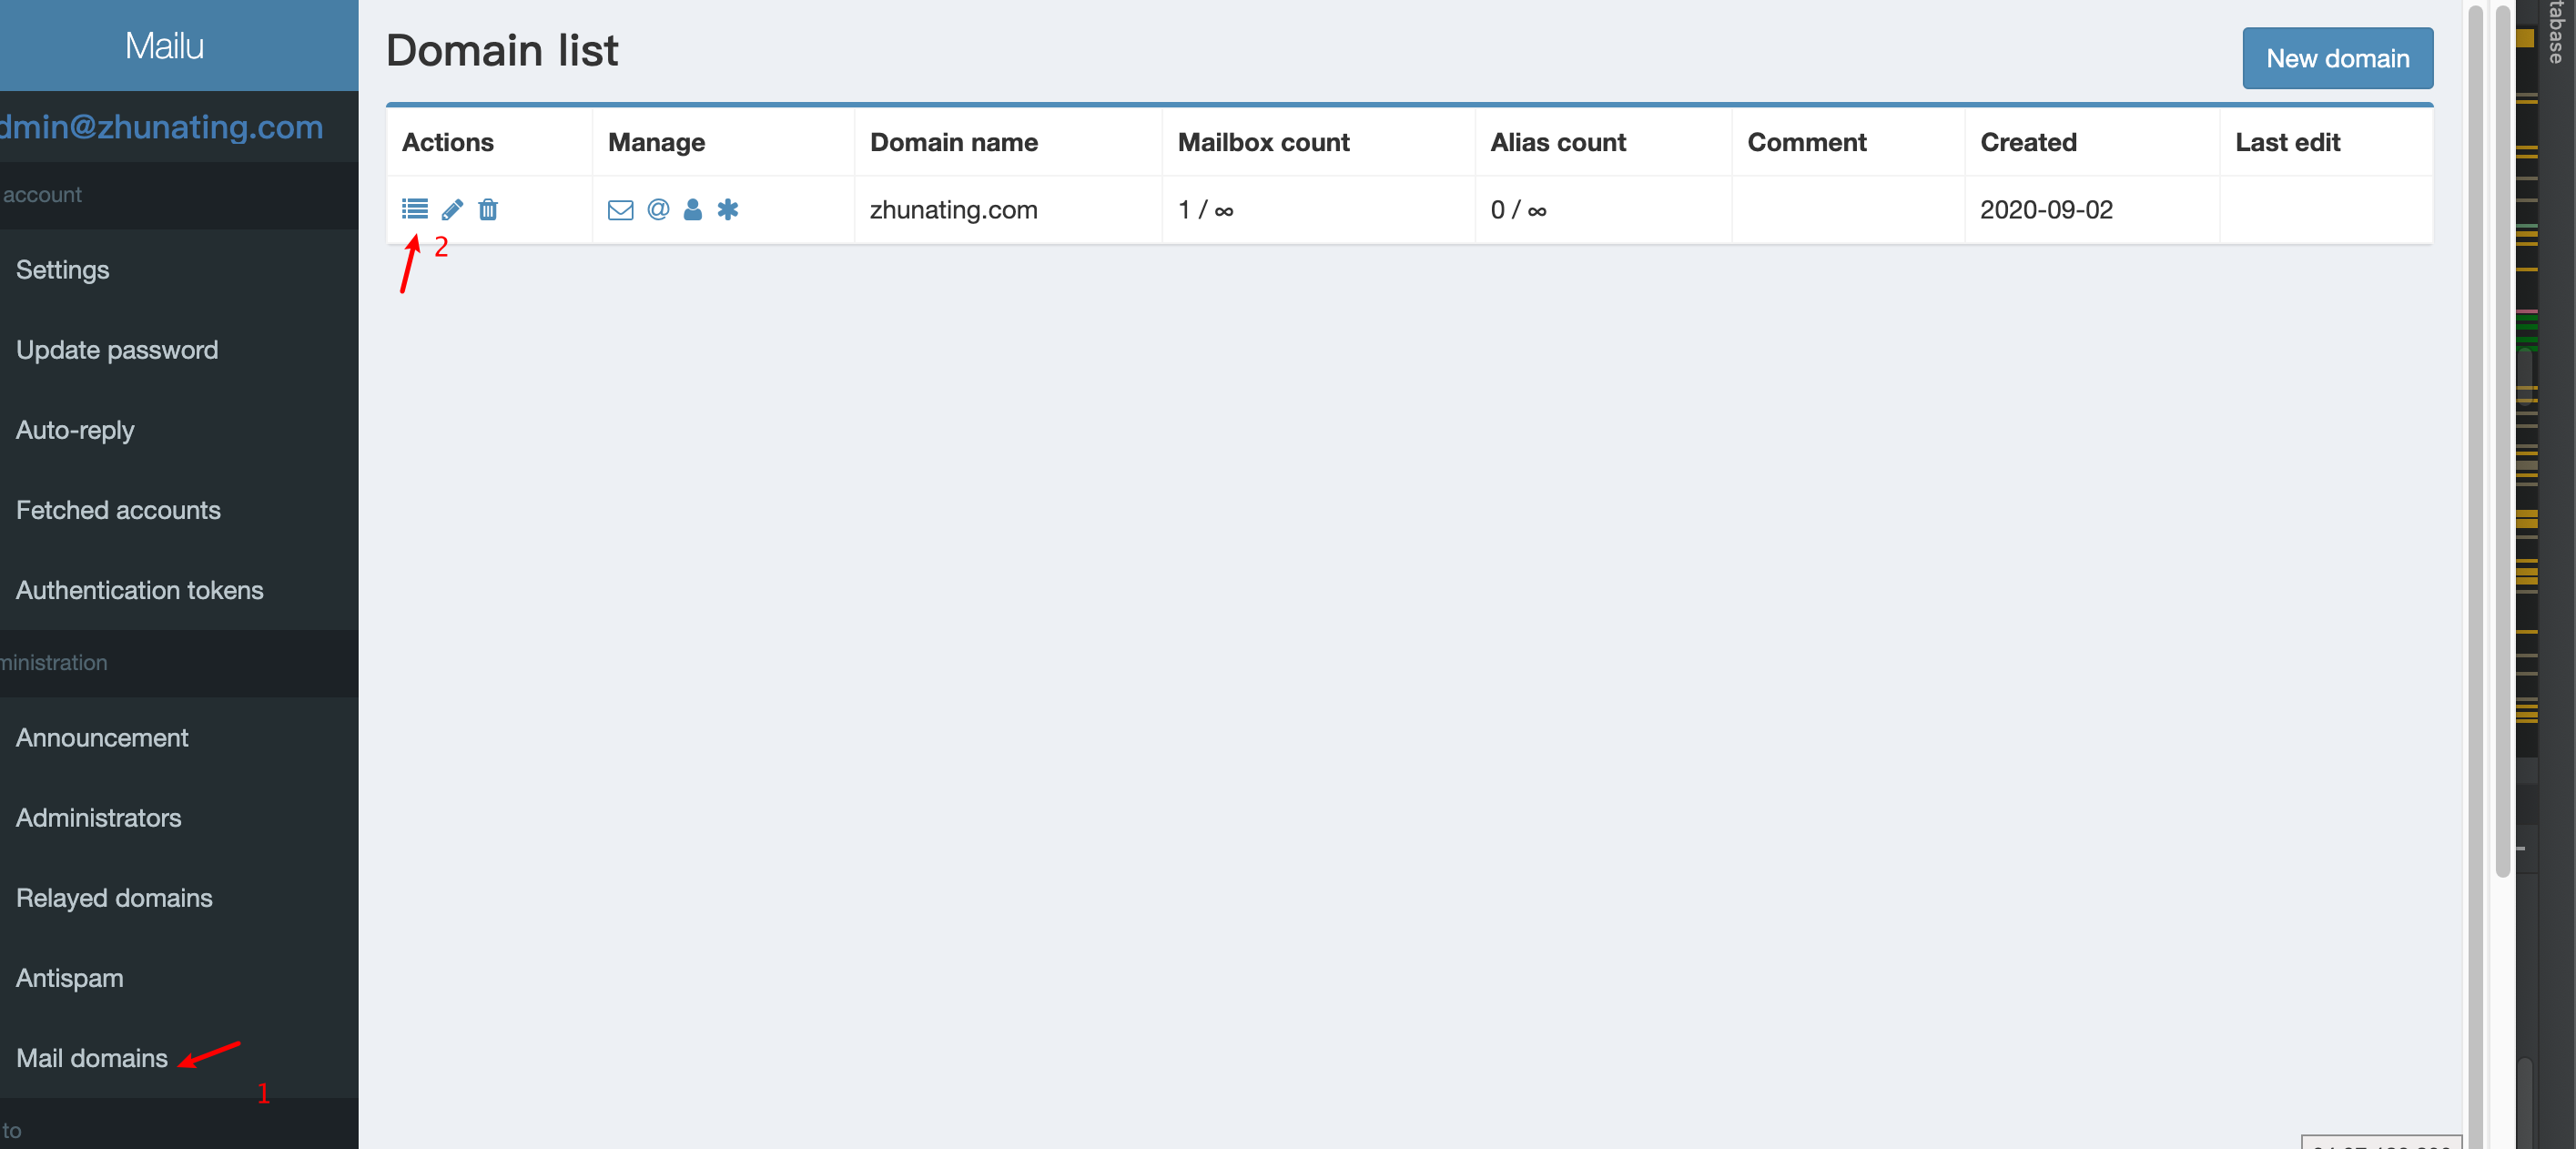 Mailu
dmin@zhunating.com
account
Settings
Update password
Auto-reply
Fetched accounts
Authentication tokens
ministration
Announcement
Administrators
Relayed domains
Antispam
Mail domains
1
to
Domain list
New domain
Actions Manage Domain name Mailbox count Alias count Comment Created Last edit
@ zhunating.com 1 / ∞ 0 / ∞ 2020-09-02
2
tabase